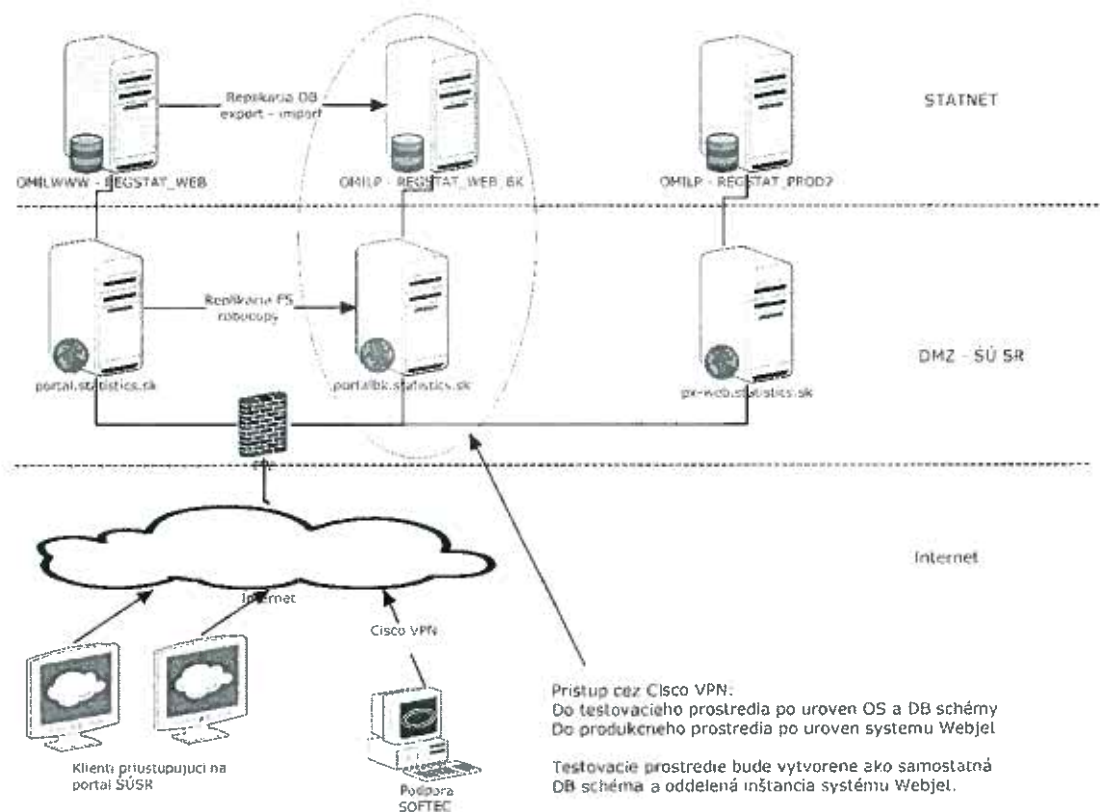 Replikacia DB
export - import
STATNET
OMILWWW - REGSTAT_WEB
OMILP - REGSTAT_WEB_BK
OMILP - REGSTAT_PROD2
Replikacia FS
robocopy
DMZ - ŠÚ SR
portal.statistics.sk
portalbk.statistics.sk
px-web.statistics.sk
Internet
Internet
Cisco VPN
Klienti priustupujuci na
portal ŠÚSR
Podpora
SOFTEC
Pristup cez Cisco VPN:
Do testovacieho prostredia po uroven OS a DB schémy
Do produkcneho prostredia po uroven systemu Webjel
Testovacie prostredie bude vytvorene ako samostatná
DB schéma a oddelená inštancia systému Webjel.